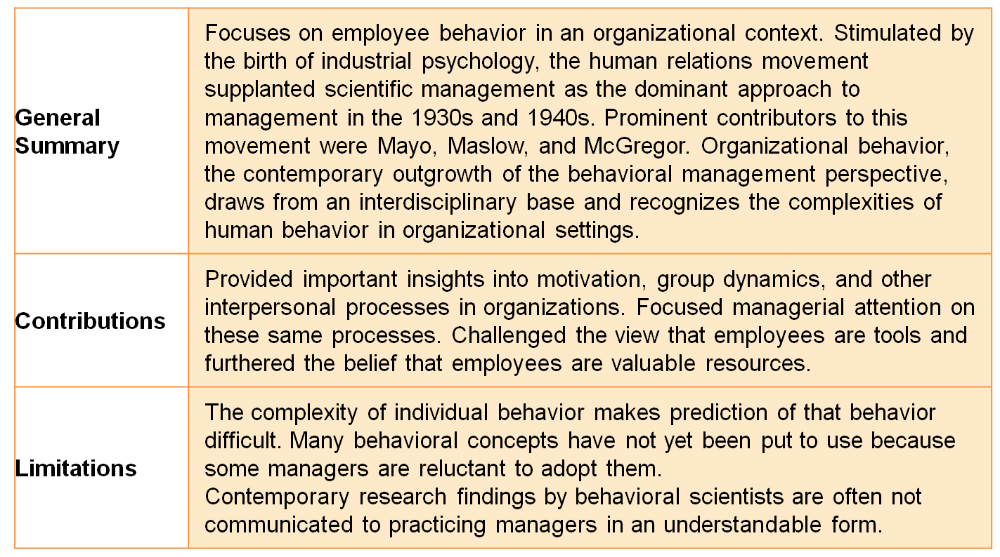 General
Summary
Focuses on employee behavior in an organizational context. Stimulated by
the birth of industrial psychology, the human relations movement
supplanted scientific management as the dominant approach to
management in the 1930s and 1940s. Prominent contributors to this
movement were Mayo, Maslow, and McGregor. Organizational behavior,
the contemporary outgrowth of the behavioral management perspective,
draws from an interdisciplinary base and recognizes the complexities of
human behavior in organizational settings.
Contributions
Provided important insights into motivation, group dynamics, and other
interpersonal processes in organizations. Focused managerial attention on
these same processes. Challenged the view that employees are tools and
furthered the belief that employees are valuable resources.
Limitations
The complexity of individual behavior makes prediction of that behavior
difficult. Many behavioral concepts have not yet been put to use because
some managers are reluctant to adopt them.
Contemporary research findings by behavioral scientists are often not
communicated to practicing managers in an understandable form.